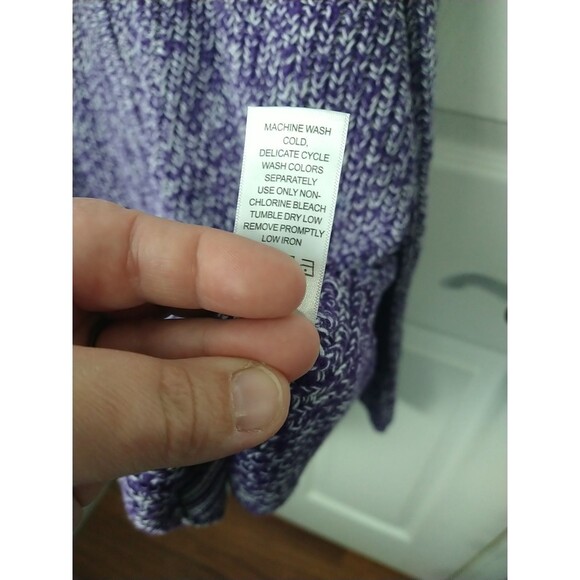 MACHINE WASH
COLD,
DELICATE CYCLE
WASH COLORS
SEPARATELY
USE ONLY NON-
CHLORINE BLEACH
TUMBLE DRY LOW
REMOVE PROMPTLY
LOW IRON